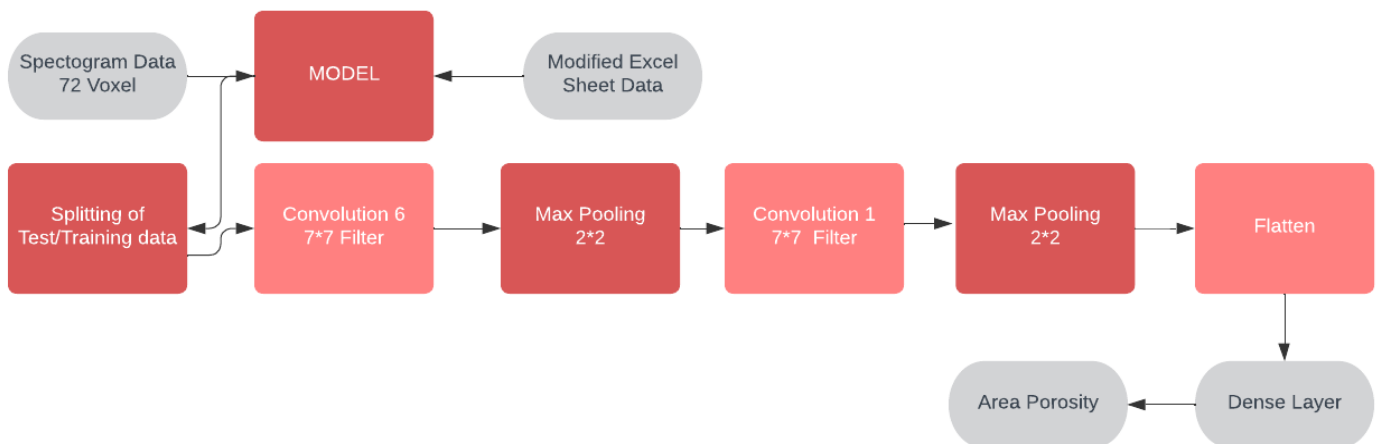 Spectogram Data
72 Voxel
MODEL
Modified Excel
Sheet Data
Splitting of
Test/Training data
Convolution 6
7*7 Filter
Max Pooling
2*2
Convolution 1
7*7 Filter
Max Pooling
2*2
Flatten
Area Porosity
Dense Layer